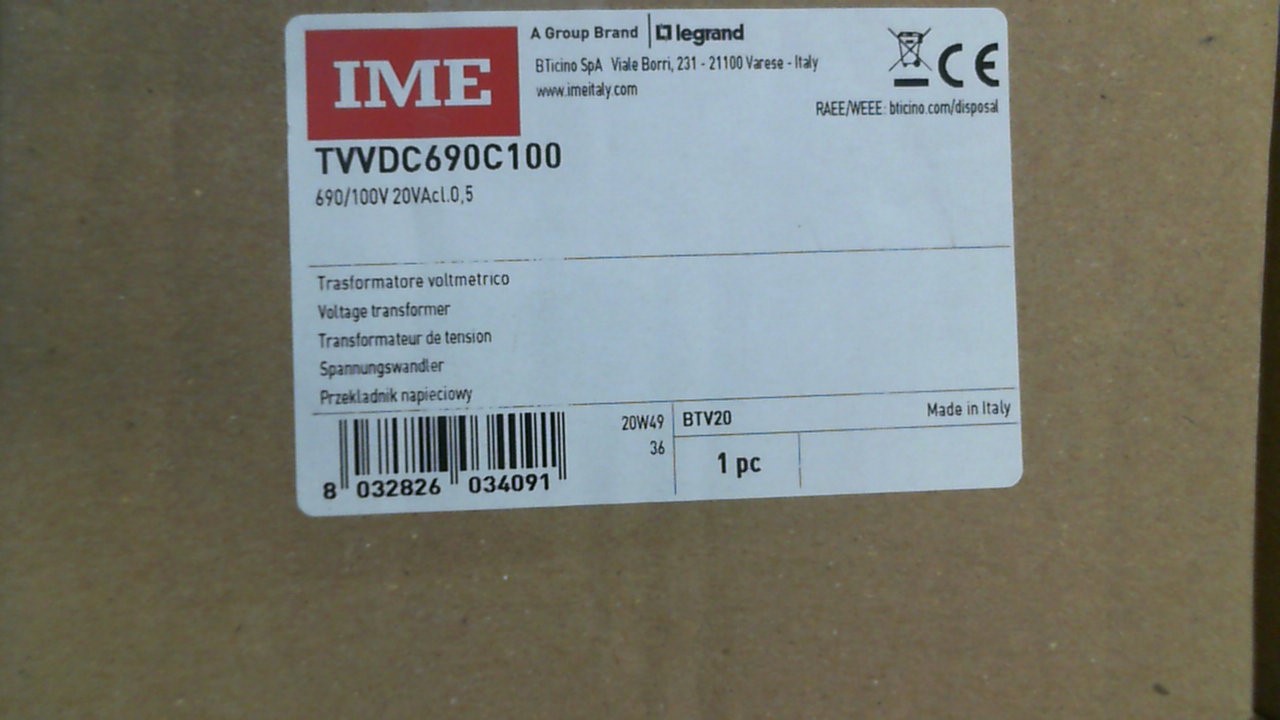 IME
A Group Brand legrand
BTicino SpA Viale Borri, 231 - 21100 Varese - Italy
www.imeitaly.com
CE
RAEE/WEEE: bticino.com/disposal
TVVDC690C100
690/100V 20VAcl.0,5
Trasformatore voltmetrico
Voltage transformer
Transformateur de tension
Spannungswandler
Przekladnik napieciowy
20W49
36
BTV20
Made in Italy
1 pc
8 032826 034091